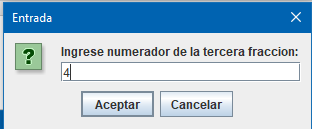 Entrada
Ingrese numerador de la tercera fraccion:
4
Aceptar Cancelar